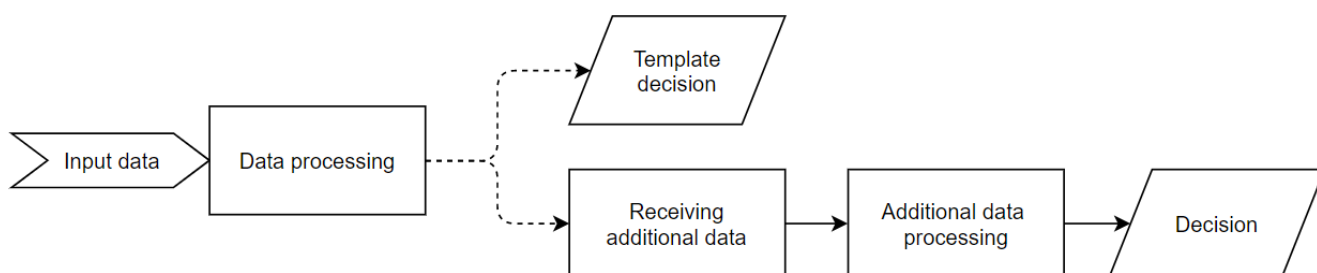 Template
decision
Input data
Data processing
Receiving
additional data
Additional data
processing
Decision